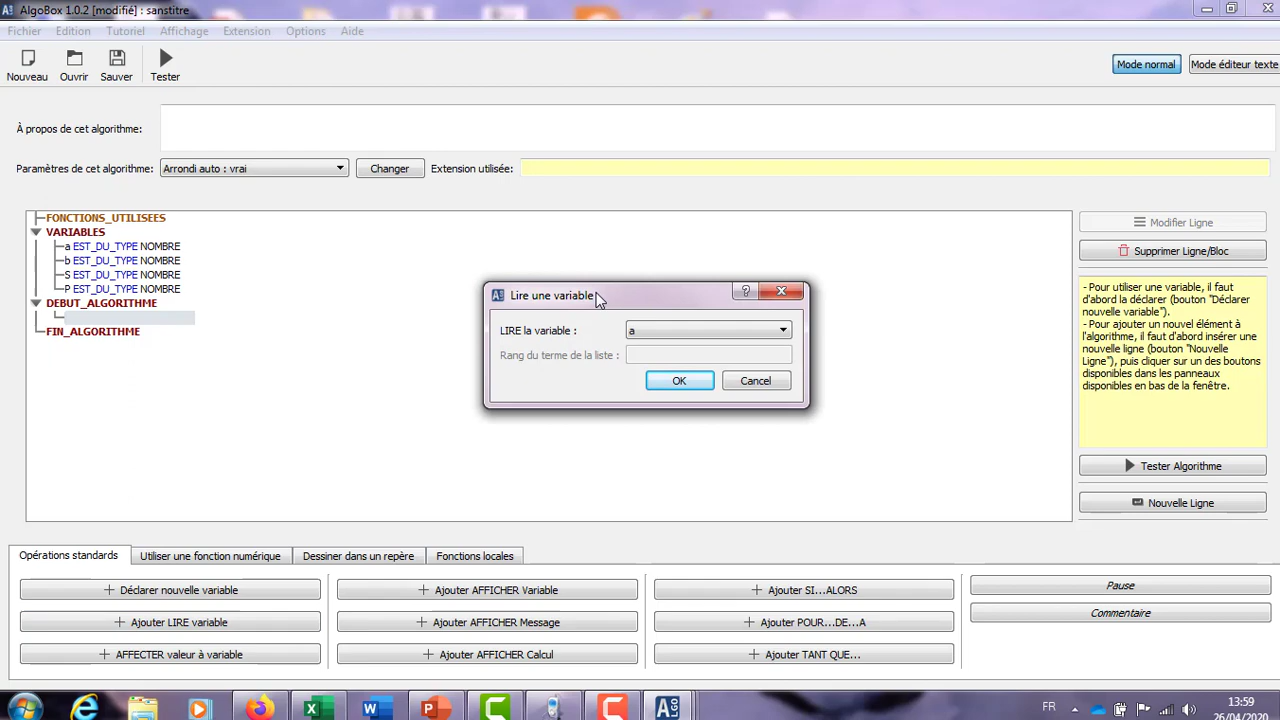 AlgoBox 1.0.2 [modifié] : sanstitre
Fichier Edition Tutoriel Affichage Extension Options Aide
Nouveau Ouvrir Sauver Tester
Mode normal Mode éditeur texte
À propos de cet algorithme:
Paramètres de cet algorithme: Arrondi auto : vrai Changer Extension utilisée:
FONCTIONS_UTILISEES
VARIABLES
a EST_DU_TYPE NOMBRE
b EST_DU_TYPE NOMBRE
S EST_DU_TYPE NOMBRE
P EST_DU_TYPE NOMBRE
DEBUT_ALGORITHME
FIN_ALGORITHME
Lire une variable
LIRE la variable : a
Rang du terme de la liste :
OK Cancel
Modifier Ligne
Supprimer Ligne/Bloc
- Pour utiliser une variable, il faut
d'abord la déclarer (bouton "Déclarer
nouvelle variable").
- Pour ajouter un nouvel élément à
l'algorithme, il faut d'abord insérer
une nouvelle ligne (bouton "Nouvelle
Ligne"), puis cliquer sur un des boutons
disponibles dans les panneaux
disponibles en bas de la fenêtre.
Tester Algorithme
Nouvelle Ligne
Opérations standards Utiliser une fonction numérique Dessiner dans un repère Fonctions locales
Déclarer nouvelle variable Ajouter AFFICHER Variable Ajouter SI...ALORS Pause
Ajouter LIRE variable Ajouter AFFICHER Message Ajouter POUR...DE...A Commentaire
AFFECTER valeur à variable Ajouter AFFICHER Calcul Ajouter TANT QUE...
FR 13:59
26/04/2020